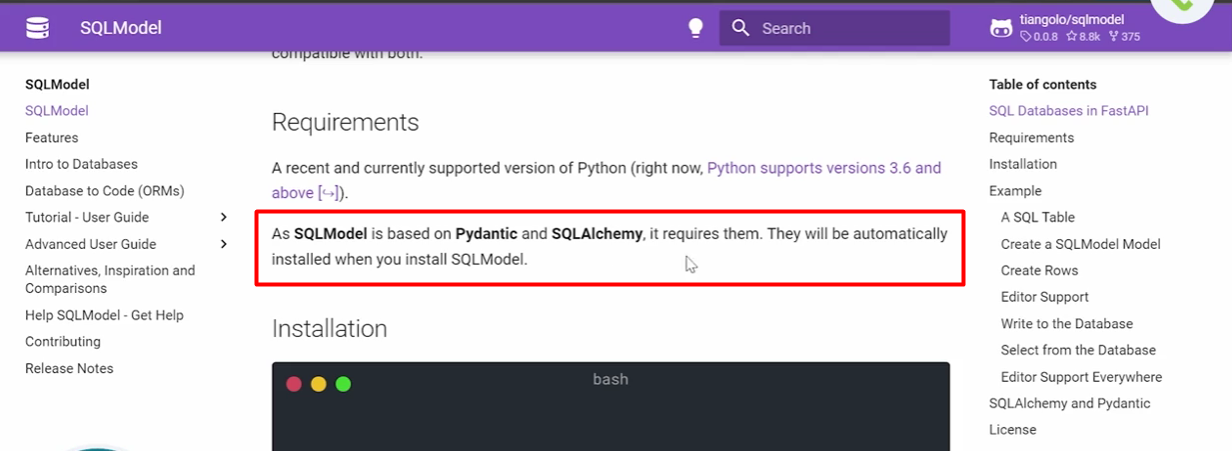 SQLModel
Search
tiangolo/sqlmodel
0.0.8 8.8k 375
compatible with both.
SQLModel
SQLModel
Features
Intro to Databases
Database to Code (ORMs)
Tutorial - User Guide
Advanced User Guide
Alternatives, Inspiration and
Comparisons
Help SQLModel - Get Help
Contributing
Release Notes
Requirements
A recent and currently supported version of Python (right now, Python supports versions 3.6 and
above [↪]).
As SQLModel is based on Pydantic and SQLAlchemy, it requires them. They will be automatically
installed when you install SQLModel.
Installation
bash
Table of contents
SQL Databases in FastAPI
Requirements
Installation
Example
A SQL Table
Create a SQLModel Model
Create Rows
Editor Support
Write to the Database
Select from the Database
Editor Support Everywhere
SQLAlchemy and Pydantic
License